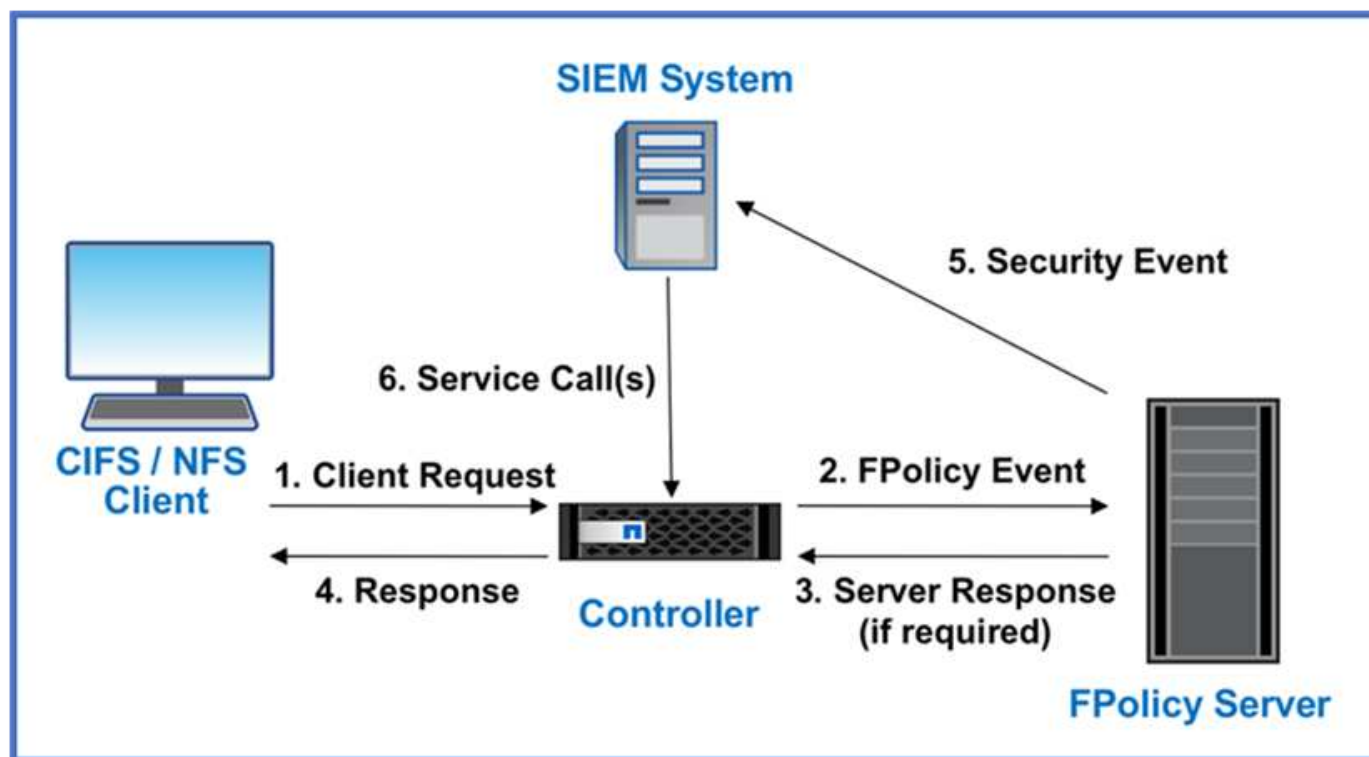 SIEM System
5. Security Event
6. Service Call(s)
CIFS / NFS
Client
1. Client Request
2. FPolicy Event
4. Response
Controller
3. Server Response
(if required)
FPolicy Server